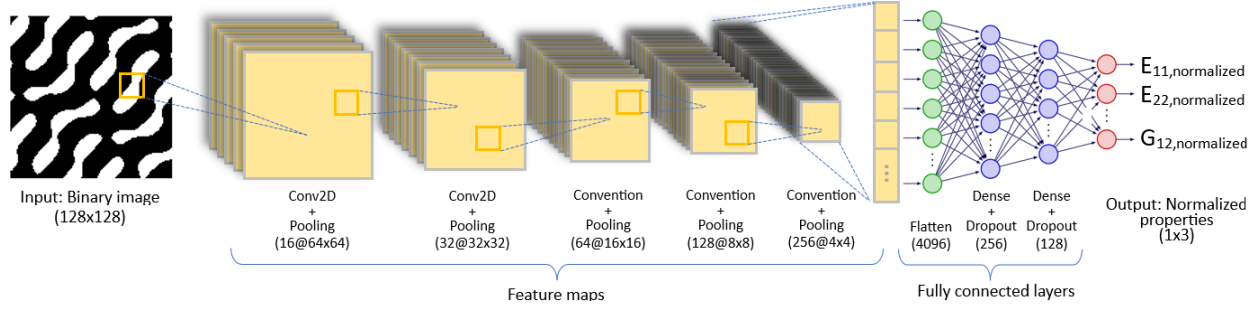 Input: Binary image
(128x128)
Conv2D
+
Pooling
(16@64x64)
Conv2D
+
Pooling
(32@32x32)
Convention
+
Pooling
(64@16x16)
Convention
+
Pooling
(128@8x8)
Convention
+
Pooling
(256@4x4)
Feature maps
Flatten
(4096)
Dense
+
Dropout
(256)
Dense
+
Dropout
(128)
Fully connected layers
E11,normalized
E22,normalized
G12,normalized
Output: Normalized
properties
(1x3)